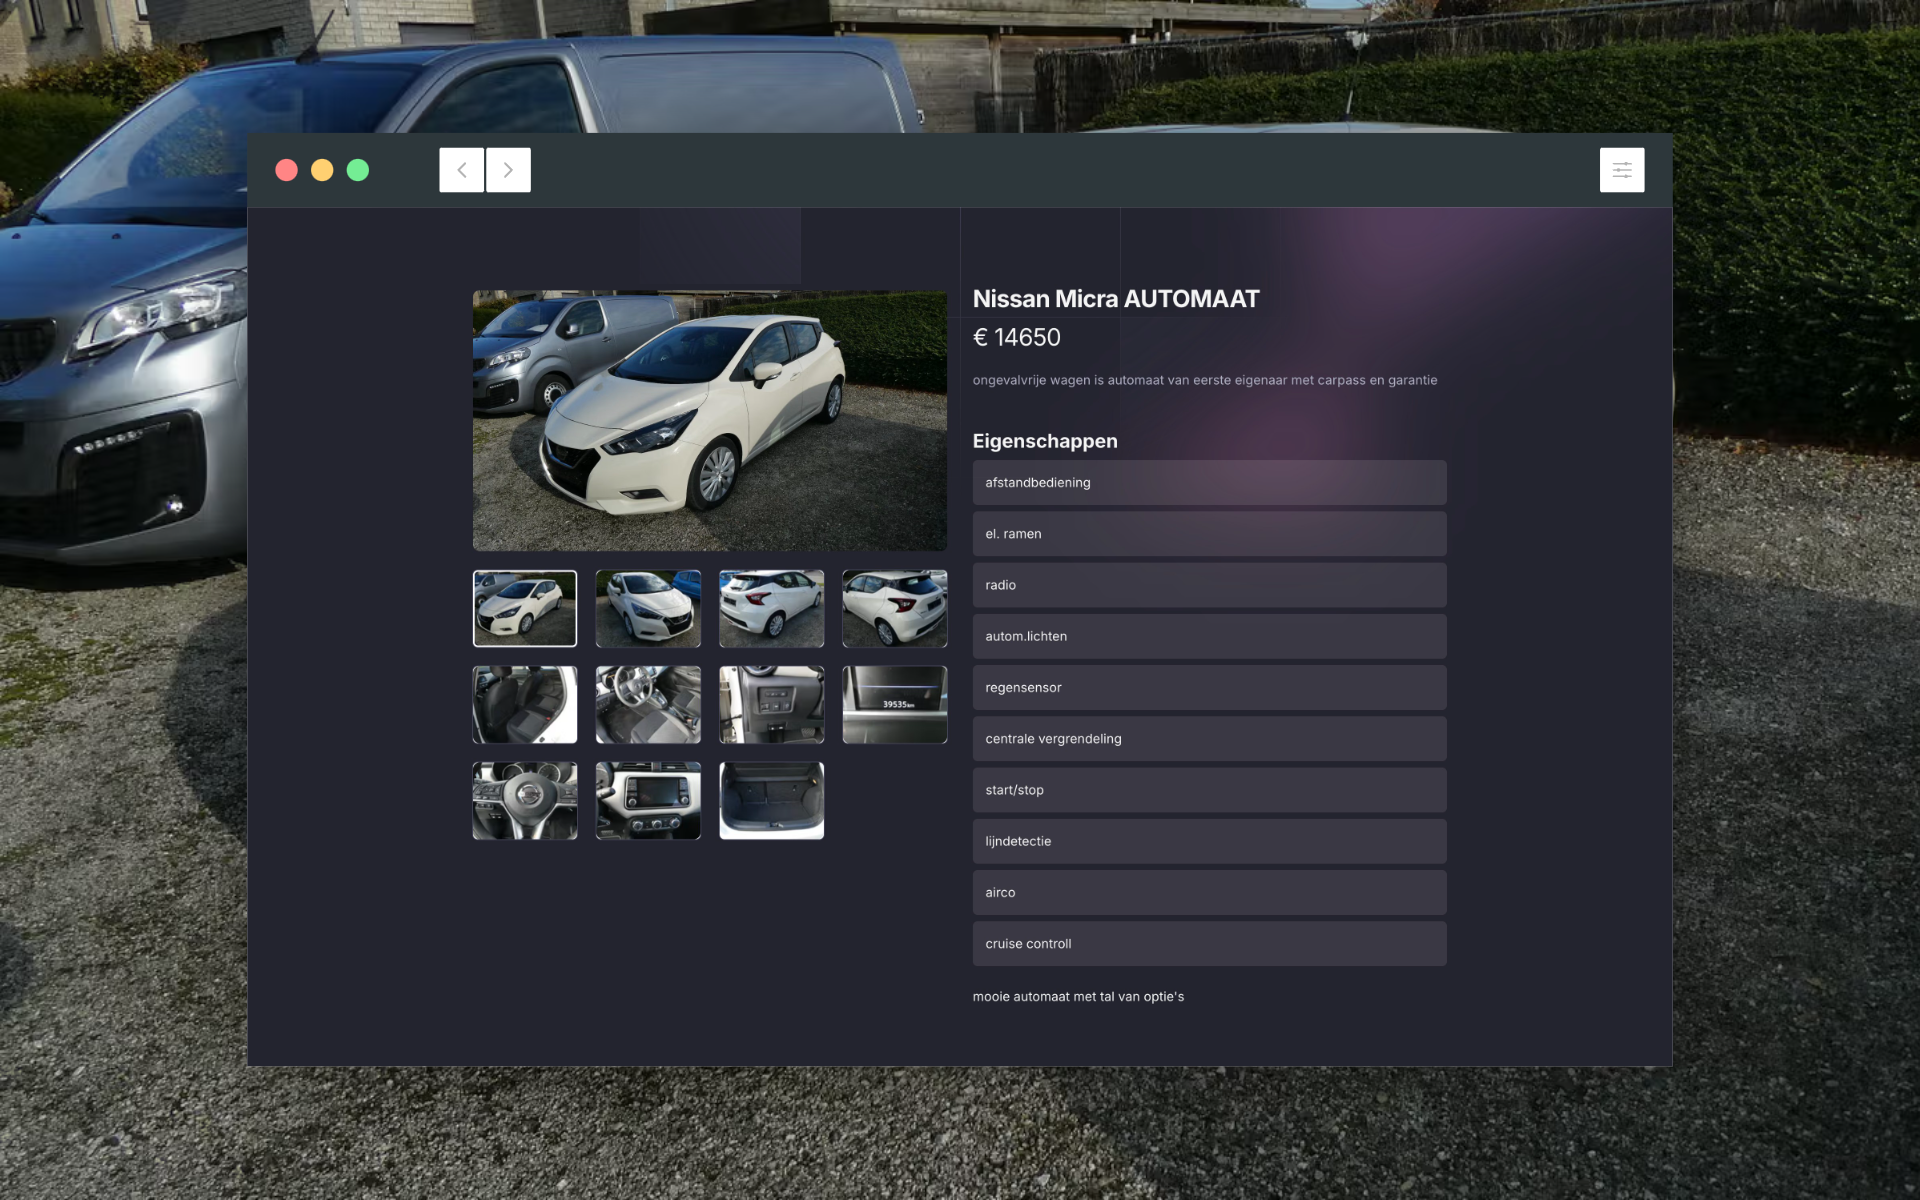 Nissan Micra AUTOMAAT
€ 14650
ongevalvrije wagen is automaat van eerste eigenaar met carpass en garantie
Eigenschappen
afstandbediening
el. ramen
radio
autom.lichten
regensensor
centrale vergrendeling
start/stop
lijndetectie
airco
cruise controll
mooie automaat met tal van optie's
39535km